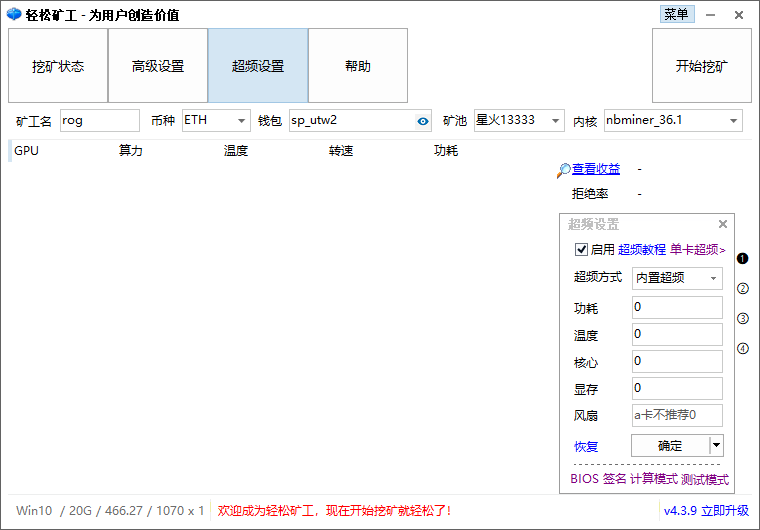 轻松矿工 - 为用户创造价值 菜单
挖矿状态 高级设置 超频设置 帮助 开始挖矿
矿工名 rog 币种 ETH 钱包 sp_utw2 矿池 星火13333 内核 nbminer_36.1
GPU 算力 温度 转速 功耗
查看收益 -
拒绝率 -
超频设置
启用 超频教程 单卡超频>
❶
超频方式 内置超频
②
功耗 0
③
温度 0
④
核心 0
显存 0
风扇 a卡不推荐0
恢复 确定
BIOS 签名 计算模式 测试模式
Win10 / 20G / 466.27 / 1070 x 1 欢迎成为轻松矿工，现在开始挖矿就轻松了! v4.3.9 立即升级